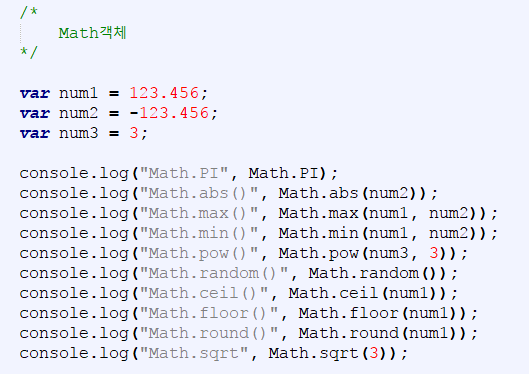 /*
Math객체
*/
var num1 = 123.456;
var num2 = -123.456;
var num3 = 3;
console.log("Math.PI", Math.PI);
console.log("Math.abs()", Math.abs(num2));
console.log("Math.max()", Math.max(num1, num2));
console.log("Math.min()", Math.min(num1, num2));
console.log("Math.pow()", Math.pow(num3, 3));
console.log("Math.random()", Math.random());
console.log("Math.ceil()", Math.ceil(num1));
console.log("Math.floor()", Math.floor(num1));
console.log("Math.round()", Math.round(num1));
console.log("Math.sqrt", Math.sqrt(3));